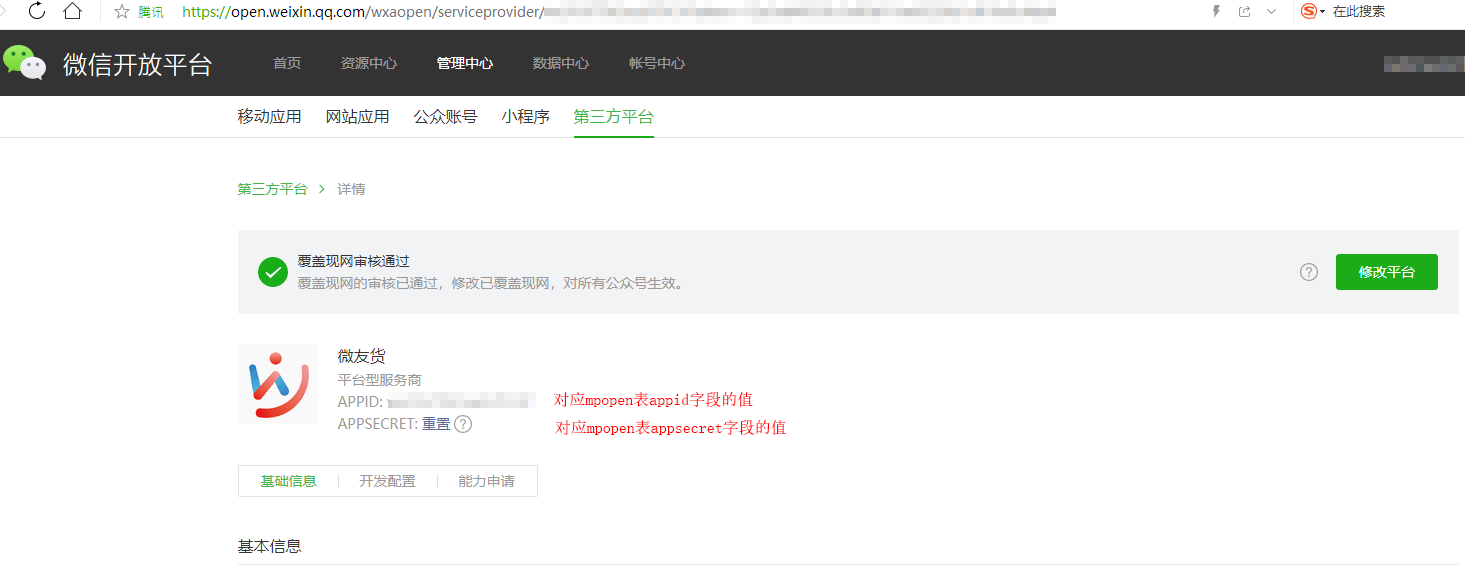 腾讯 https://open.weixin.qq.com/wxaopen/serviceprovider/ 在此搜索
微信开放平台 首页 资源中心 管理中心 数据中心 帐号中心
移动应用 网站应用 公众账号 小程序 第三方平台
第三方平台 > 详情
覆盖现网审核通过
覆盖现网的审核已通过，修改已覆盖现网，对所有公众号生效。
? 修改平台
微友货
平台型服务商
APPID: 对应mpopen表appid字段的值
APPSECRET: 重置 ? 对应mpopen表appsecret字段的值
基础信息 开发配置 能力申请
基本信息